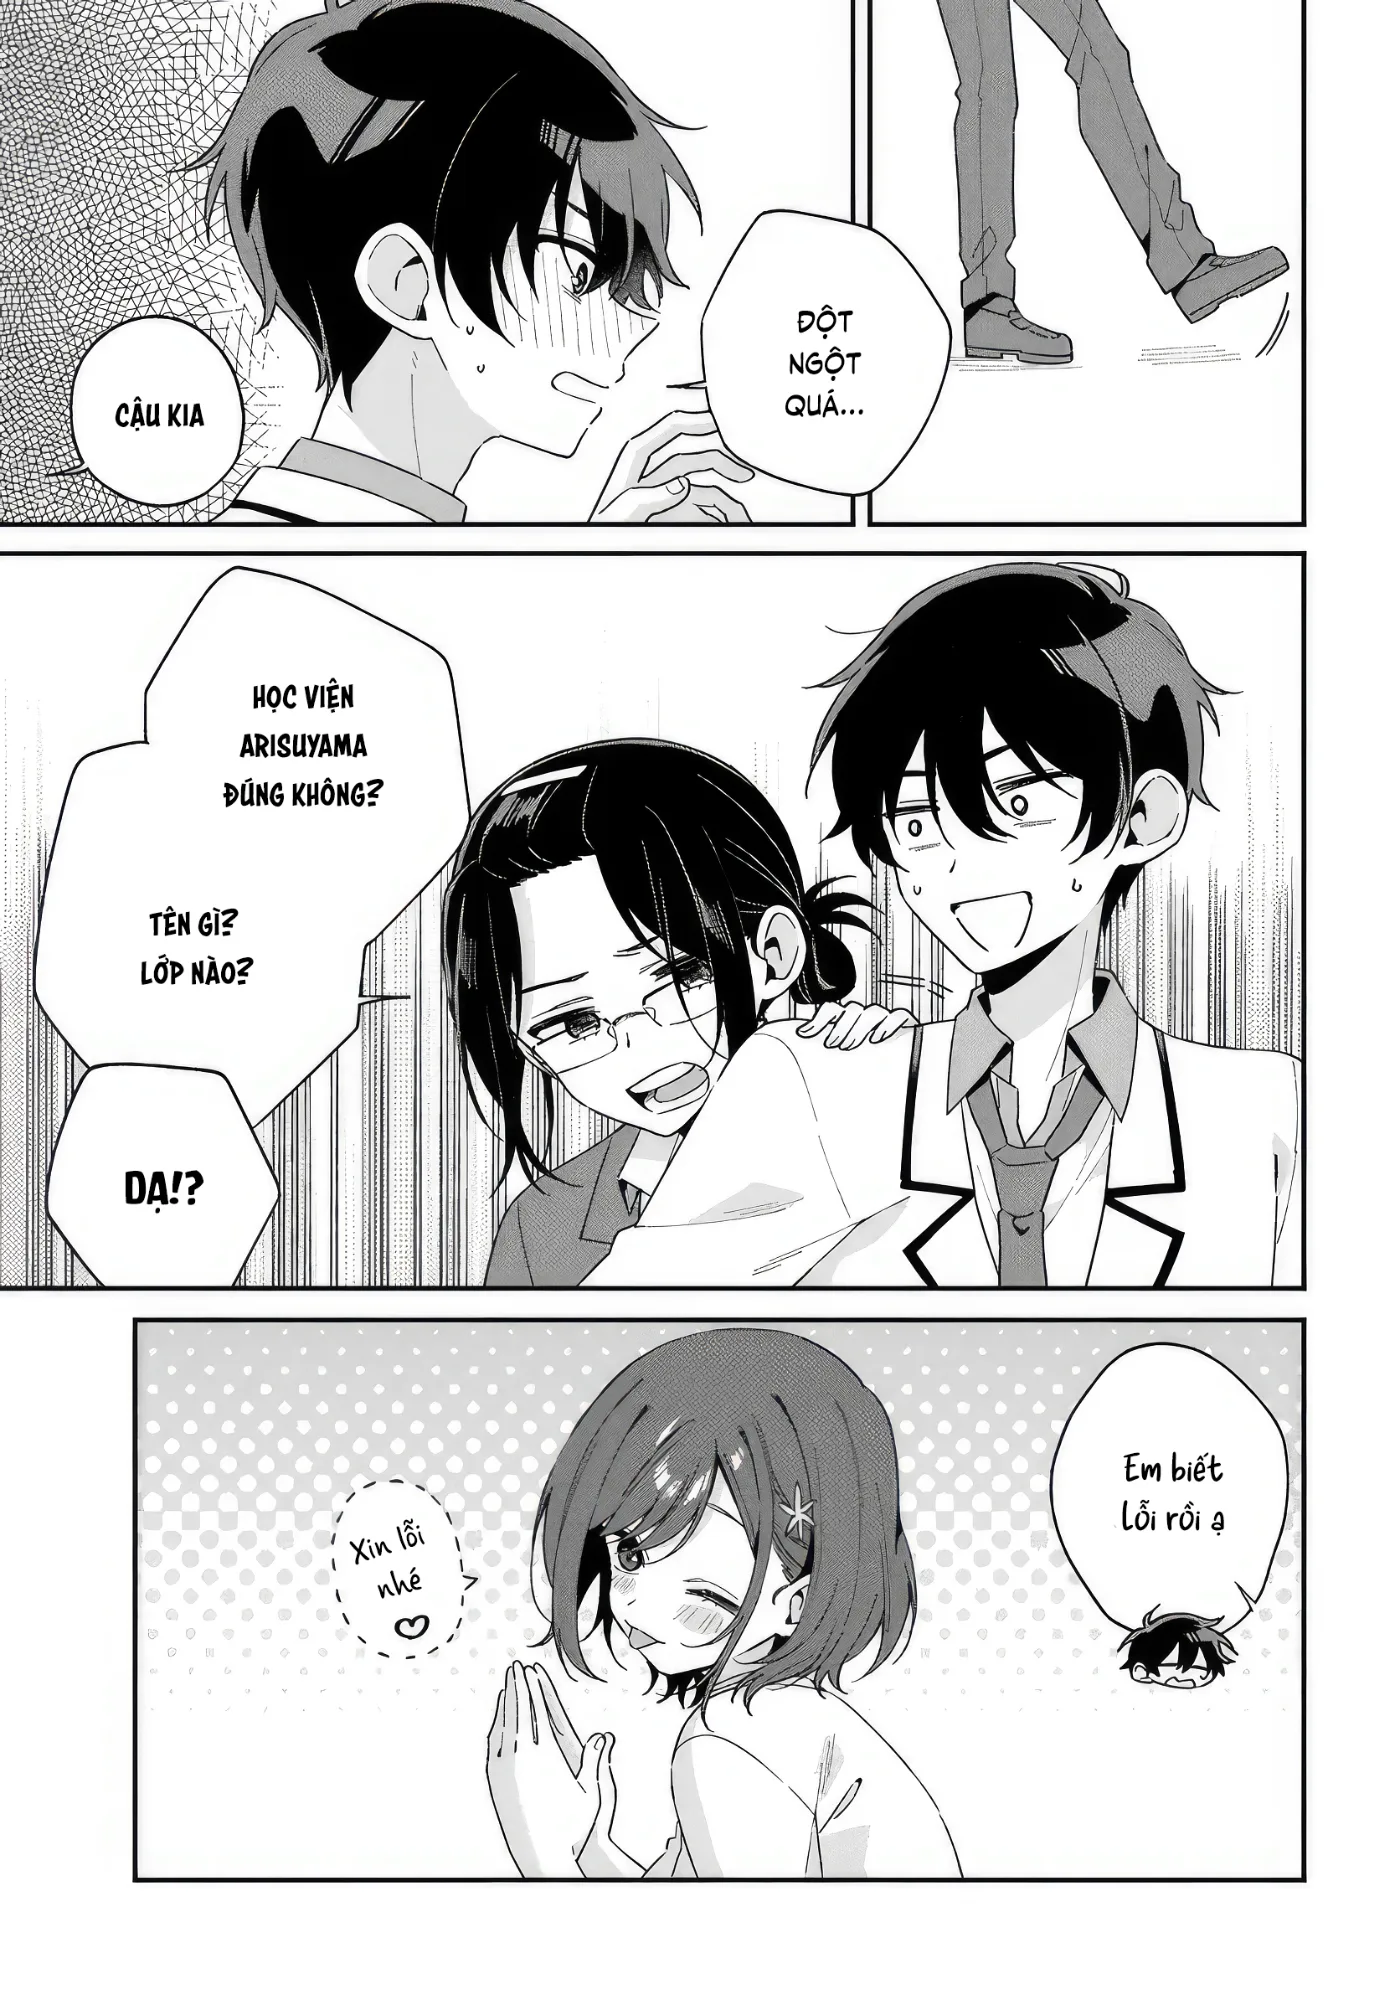 ĐỘT
NGỘT
QUÁ...
CẬU KIA
HỌC VIỆN
ARISUYAMA
ĐÚNG KHÔNG?
TÊN GÌ?
LỚP NÀO?
DẠ!?
Em biết
lỗi rồi ạ
Xin lỗi
nhé
♡